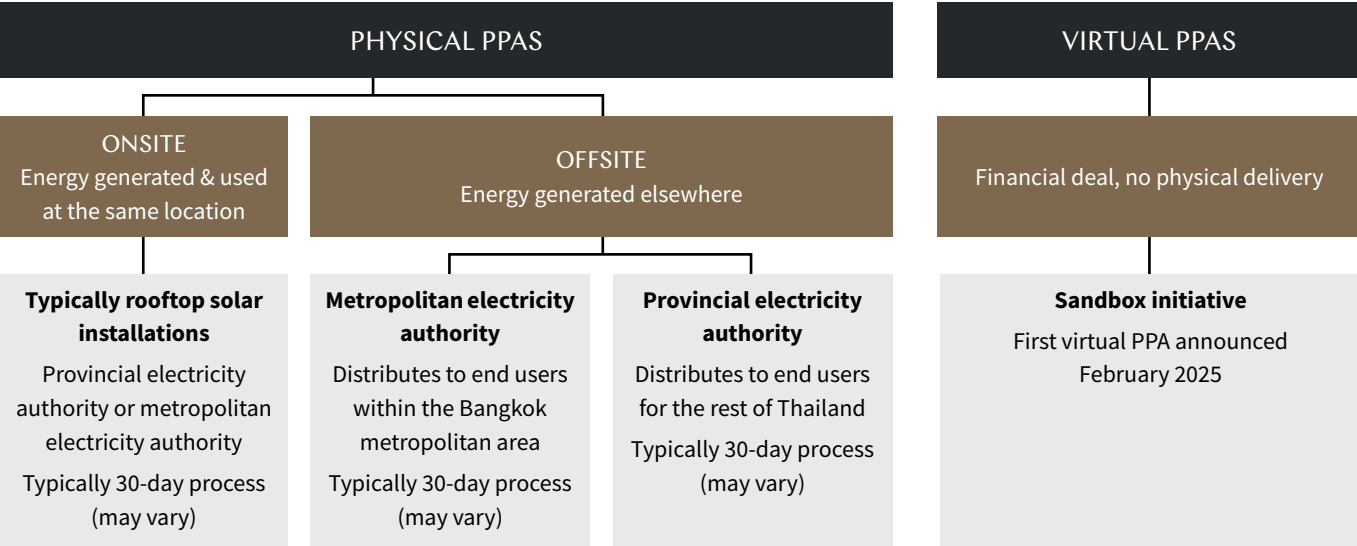 PHYSICAL PPAS
VIRTUAL PPAS
ONSITE
Energy generated & used
at the same location
OFFSITE
Energy generated elsewhere
Financial deal, no physical delivery
Typically rooftop solar
installations
Provincial electricity
authority or metropolitan
electricity authority
Typically 30-day process
(may vary)
Metropolitan electricity
authority
Distributes to end users
within the Bangkok
metropolitan area
Typically 30-day process
(may vary)
Provincial electricity
authority
Distributes to end users
for the rest of Thailand
Typically 30-day process
(may vary)
Sandbox initiative
First virtual PPA announced
February 2025